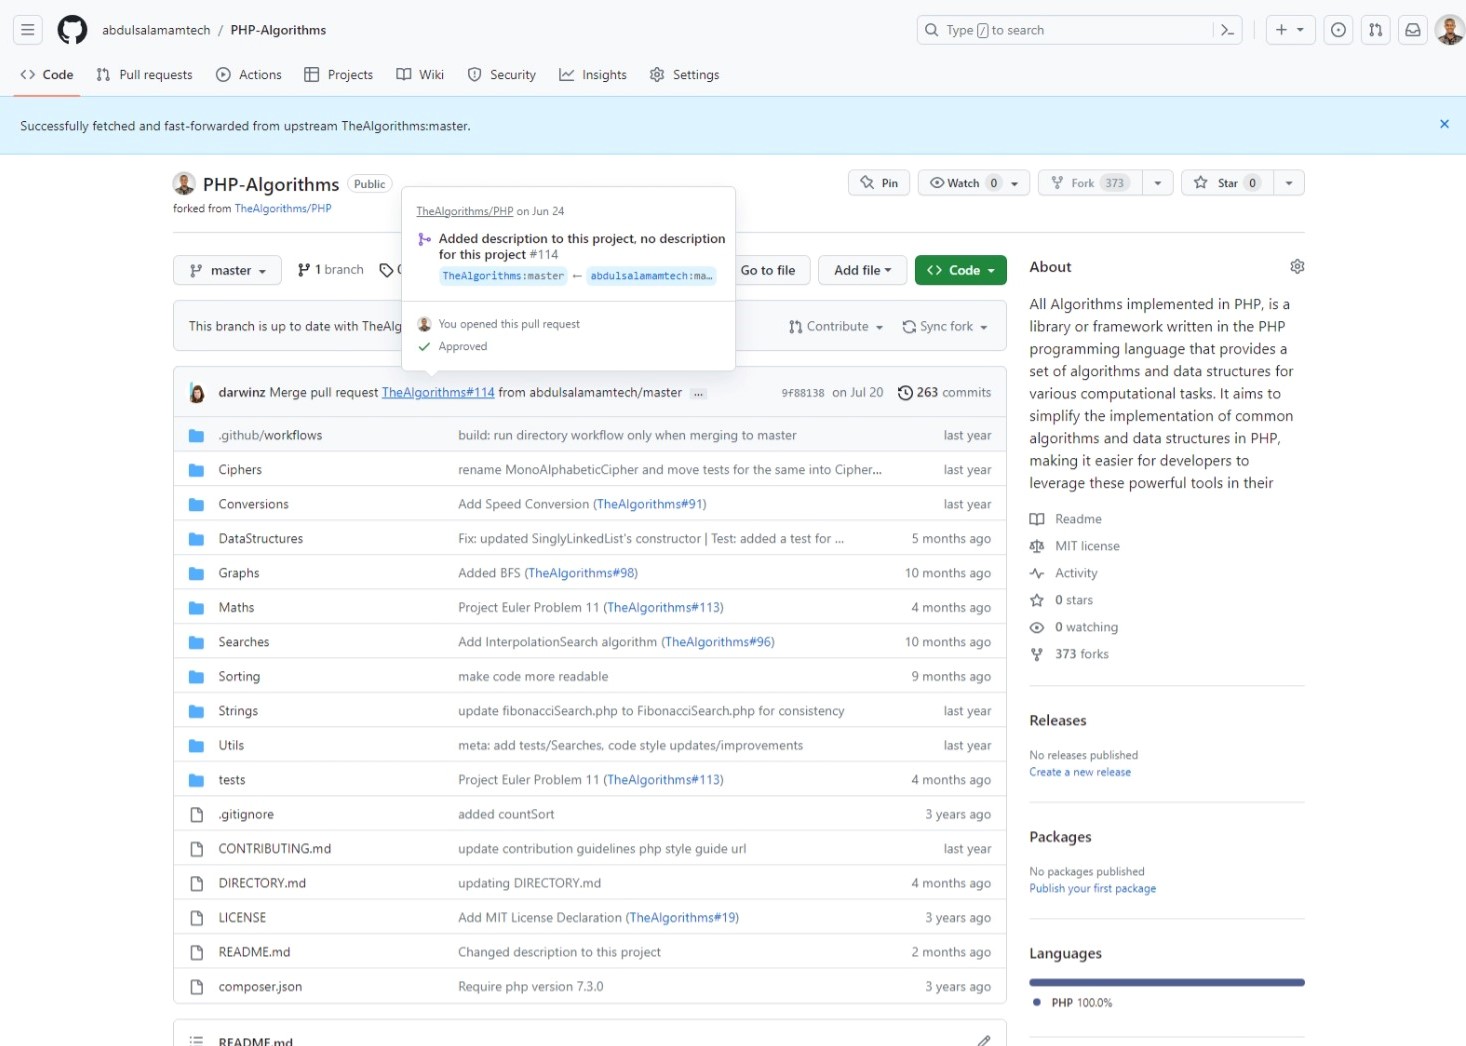 abdulsalamamtech / PHP-Algorithms
Type / to search
Code
Pull requests
Actions
Projects
Wiki
Security
Insights
Settings
Successfully fetched and fast-forwarded from upstream TheAlgorithms:master.
PHP-Algorithms Public
forked from TheAlgorithms/PHP
Pin
Watch 0
Fork 373
Star 0
TheAlgorithms/PHP on Jun 24
Added description to this project, no description
for this project #114
TheAlgorithms:master ← abdulsalamamtech:ma…
You opened this pull request
Approved
master
1 branch
Go to file
Add file
Code
This branch is up to date with TheAlg
Contribute
Sync fork
darwinz Merge pull request TheAlgorithms#114 from abdulsalamamtech/master ... 9f88138 on Jul 20 263 commits
.github/workflows build: run directory workflow only when merging to master last year
Ciphers rename MonoAlphabeticCipher and move tests for the same into Cipher... last year
Conversions Add Speed Conversion (TheAlgorithms#91) last year
DataStructures Fix: updated SinglyLinkedList's constructor | Test: added a test for ... 5 months ago
Graphs Added BFS (TheAlgorithms#98) 10 months ago
Maths Project Euler Problem 11 (TheAlgorithms#113) 4 months ago
Searches Add InterpolationSearch algorithm (TheAlgorithms#96) 10 months ago
Sorting make code more readable 9 months ago
Strings update fibonacciSearch.php to FibonacciSearch.php for consistency last year
Utils meta: add tests/Searches, code style updates/improvements last year
tests Project Euler Problem 11 (TheAlgorithms#113) 4 months ago
.gitignore added countSort 3 years ago
CONTRIBUTING.md update contribution guidelines php style guide url last year
DIRECTORY.md updating DIRECTORY.md 4 months ago
LICENSE Add MIT License Declaration (TheAlgorithms#19) 3 years ago
README.md Changed description to this project 2 months ago
composer.json Require php version 7.3.0 3 years ago
README.md
About
All Algorithms implemented in PHP, is a
library or framework written in the PHP
programming language that provides a
set of algorithms and data structures for
various computational tasks. It aims to
simplify the implementation of common
algorithms and data structures in PHP,
making it easier for developers to
leverage these powerful tools in their
Readme
MIT license
Activity
0 stars
0 watching
373 forks
Releases
No releases published
Create a new release
Packages
No packages published
Publish your first package
Languages
PHP 100.0%